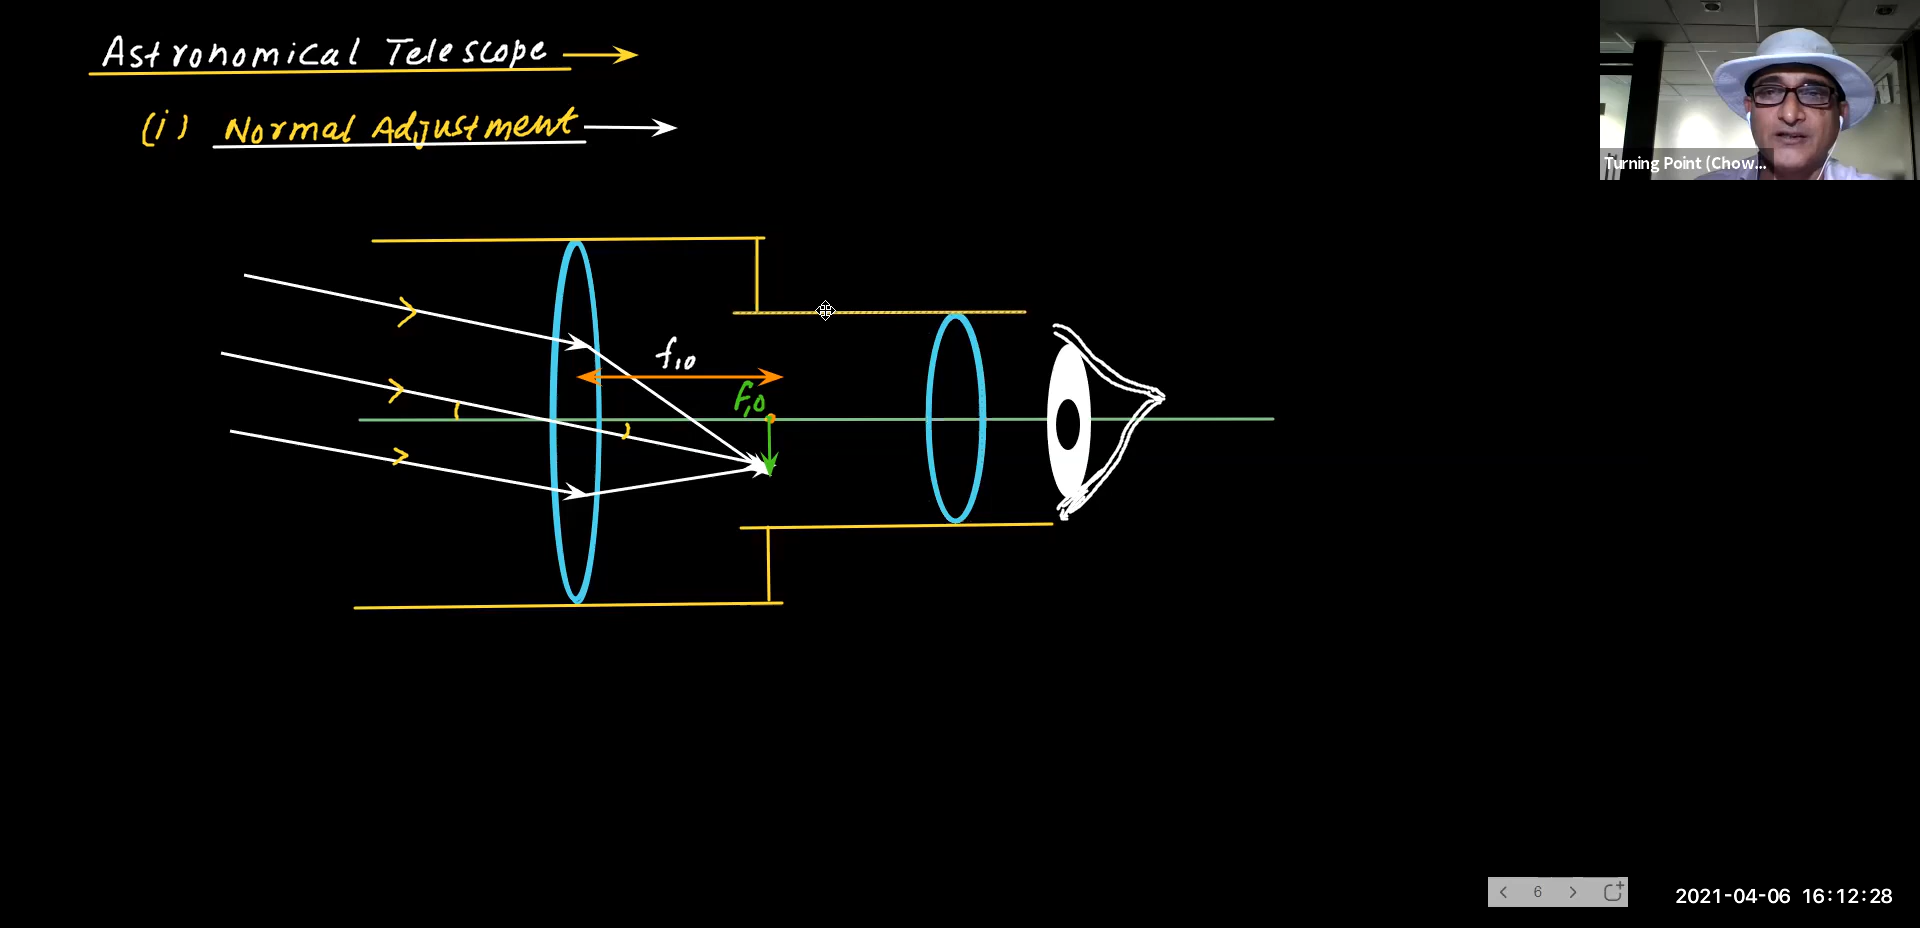 Astronomical Telescope
(i) Normal Adjustment
Turning Point (Chow...
f,o
F,o
6
2021-04-06 16:12:28